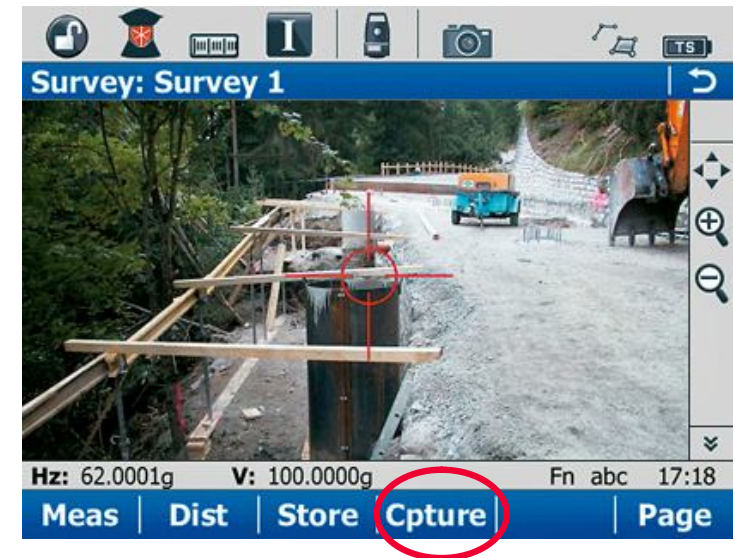 I
TS
Survey: Survey 1
Hz: 62.0001g V: 100.0000g Fn abc 17:18
Meas Dist Store Cpture Page